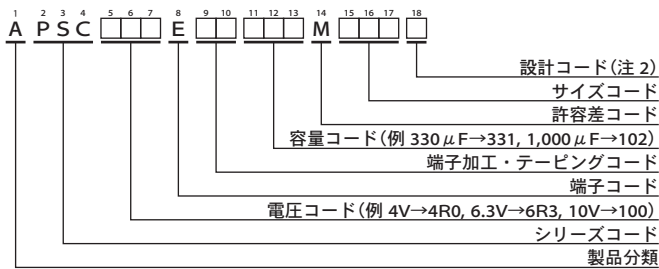 1 2 3 4 5 6 7 8 9 10 11 12 13 14 15 16 17 18
A P S C □□□ E □□ □□□ M □□□ □
設計コード(注 2)
サイズコード
許容差コード
容量コード(例 330μF→331, 1,000μF→102)
端子加工・テーピングコード
端子コード
電圧コード(例 4V→4R0, 6.3V→6R3, 10V→100)
シリーズコード
製品分類